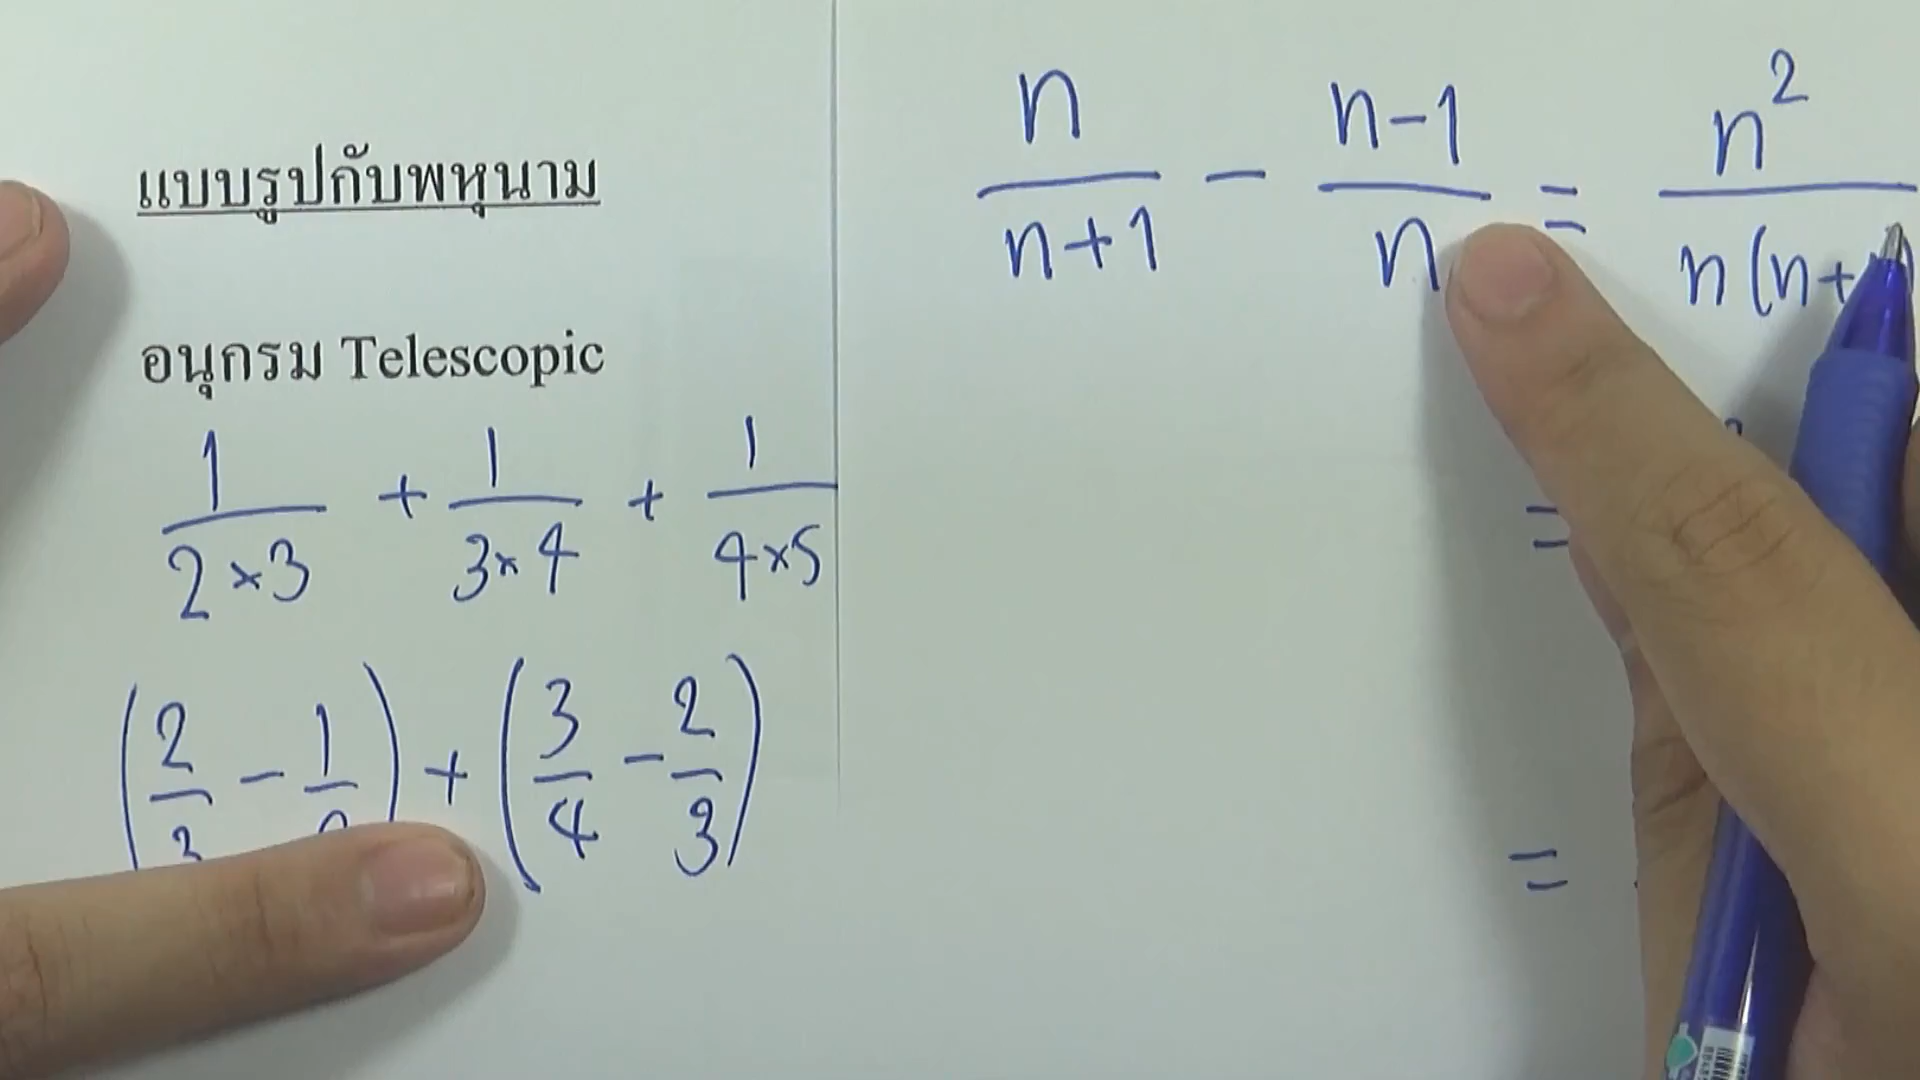 แบบรูปกับพหุนาม
อนุกรม Telescopic
1/(2×3) + 1/(3×4) + 1/(4×5)
(2/3 − 1/2) + (3/4 − 2/3)
n/(n+1) − (n−1)/n = n²/n(n+
=
=